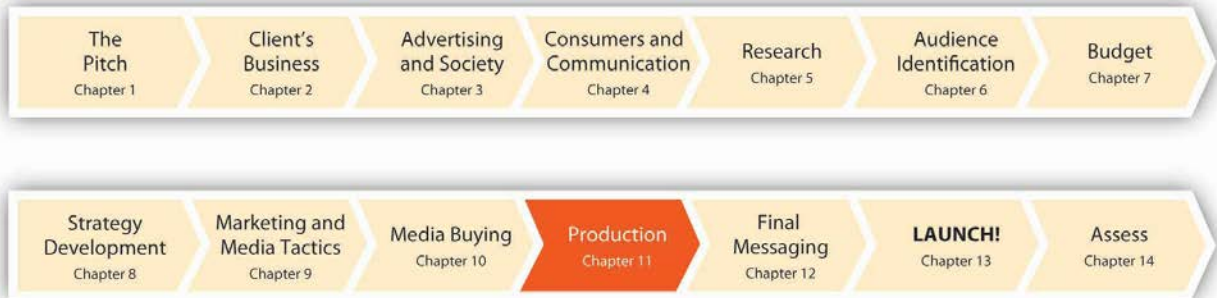 The
Pitch
Chapter 1
Client's
Business
Chapter 2
Advertising
and Society
Chapter 3
Consumers and
Communication
Chapter 4
Research
Chapter 5
Audience
Identification
Chapter 6
Budget
Chapter 7
Strategy
Development
Chapter 8
Marketing and
Media Tactics
Chapter 9
Media Buying
Chapter 10
Production
Chapter 11
Final
Messaging
Chapter 12
LAUNCH!
Chapter 13
Assess
Chapter 14